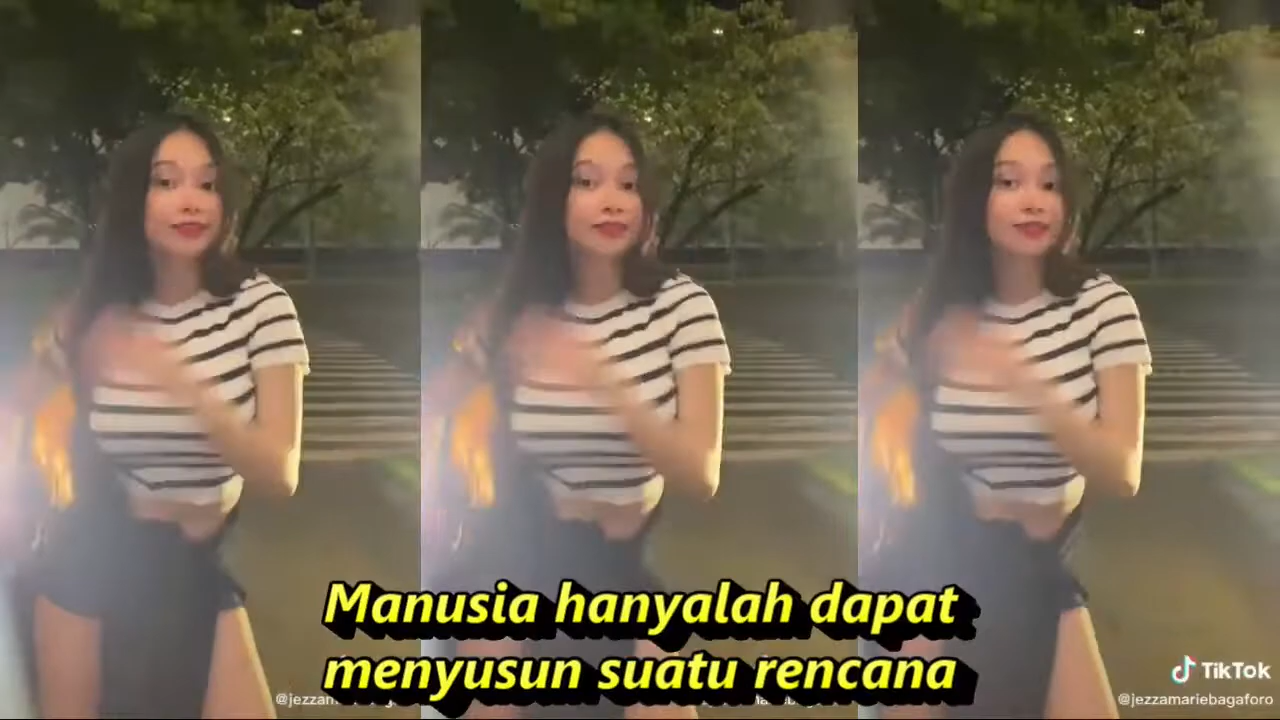 Manusia hanyalah dapat
menyusun suatu rencana
TikTok
@jezzamariebagaforo